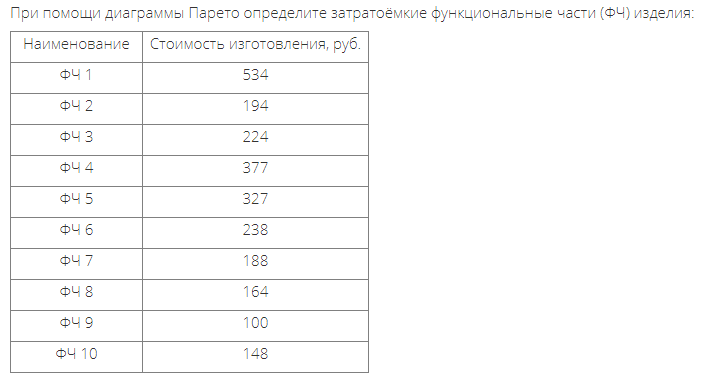 При помощи диаграммы Парето определите затратоёмкие функциональные части (ФЧ) изделия:
Наименование Стоимость изготовления, руб.
ФЧ 1 534
ФЧ 2 194
ФЧ 3 224
ФЧ 4 377
ФЧ 5 327
ФЧ 6 238
ФЧ 7 188
ФЧ 8 164
ФЧ 9 100
ФЧ 10 148